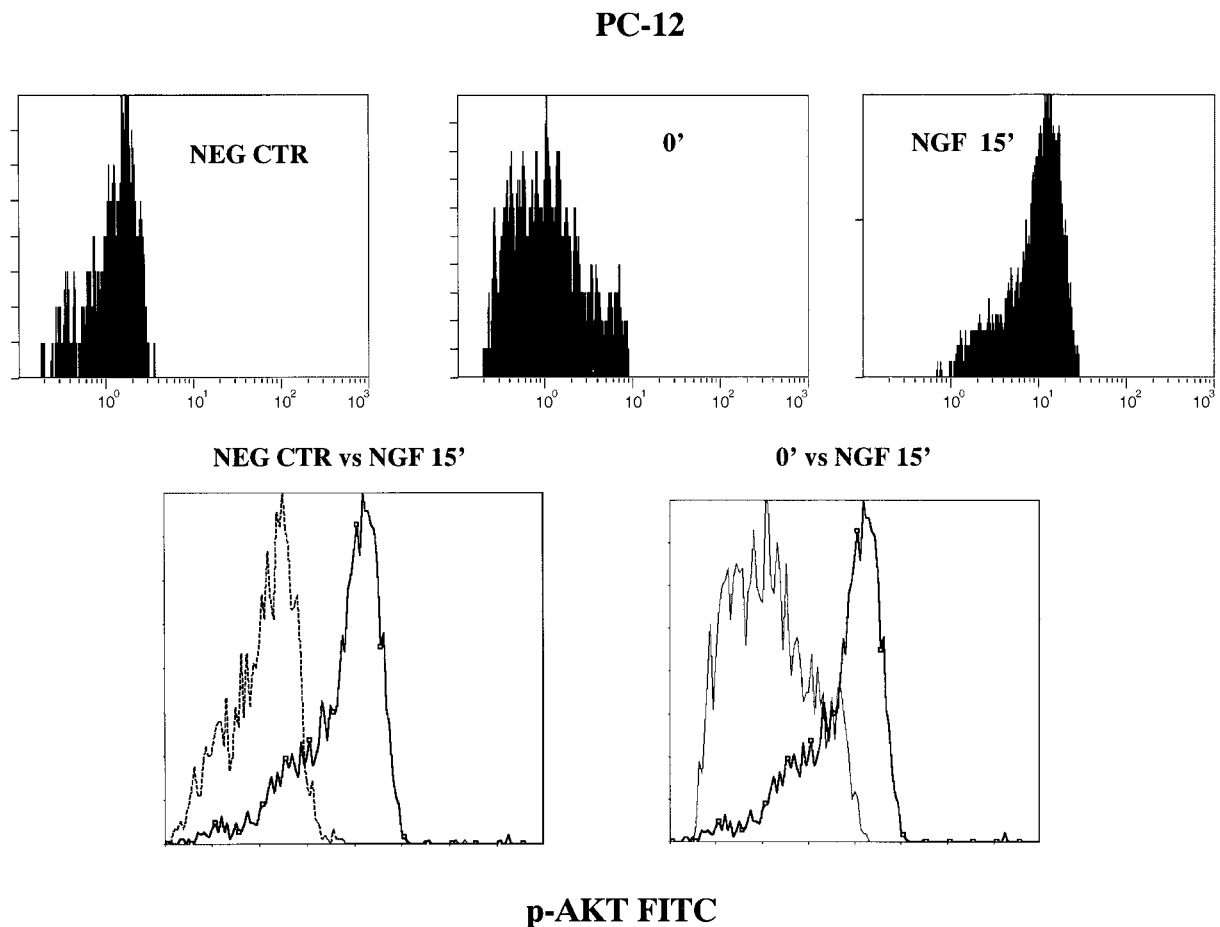 PC-12
NEG CTR
0'
NGF 15'
10⁰ 10¹ 10² 10³
10⁰ 10¹ 10² 10³
10⁰ 10¹ 10² 10³
NEG CTR vs NGF 15'
0' vs NGF 15'
p-AKT FITC